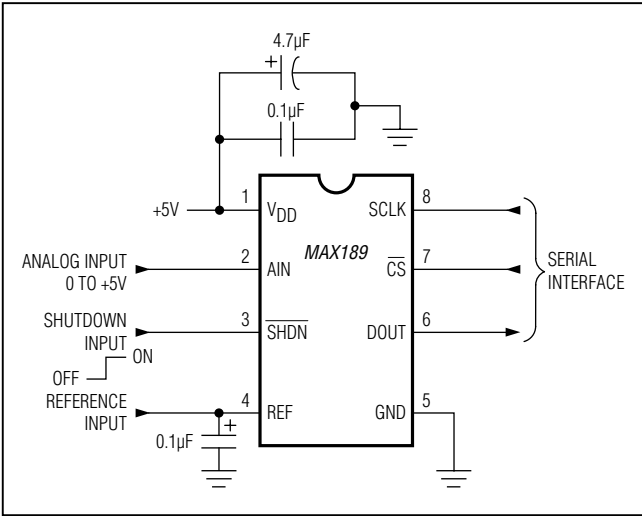 4.7µF
+
0.1µF
+5V
1
VDD
SCLK
8
MAX189
ANALOG INPUT
0 TO +5V
2
AIN
CS
7
SERIAL
INTERFACE
SHUTDOWN
INPUT
3
SHDN
DOUT
6
ON
OFF
REFERENCE
INPUT
4
REF
GND
5
+
0.1µF